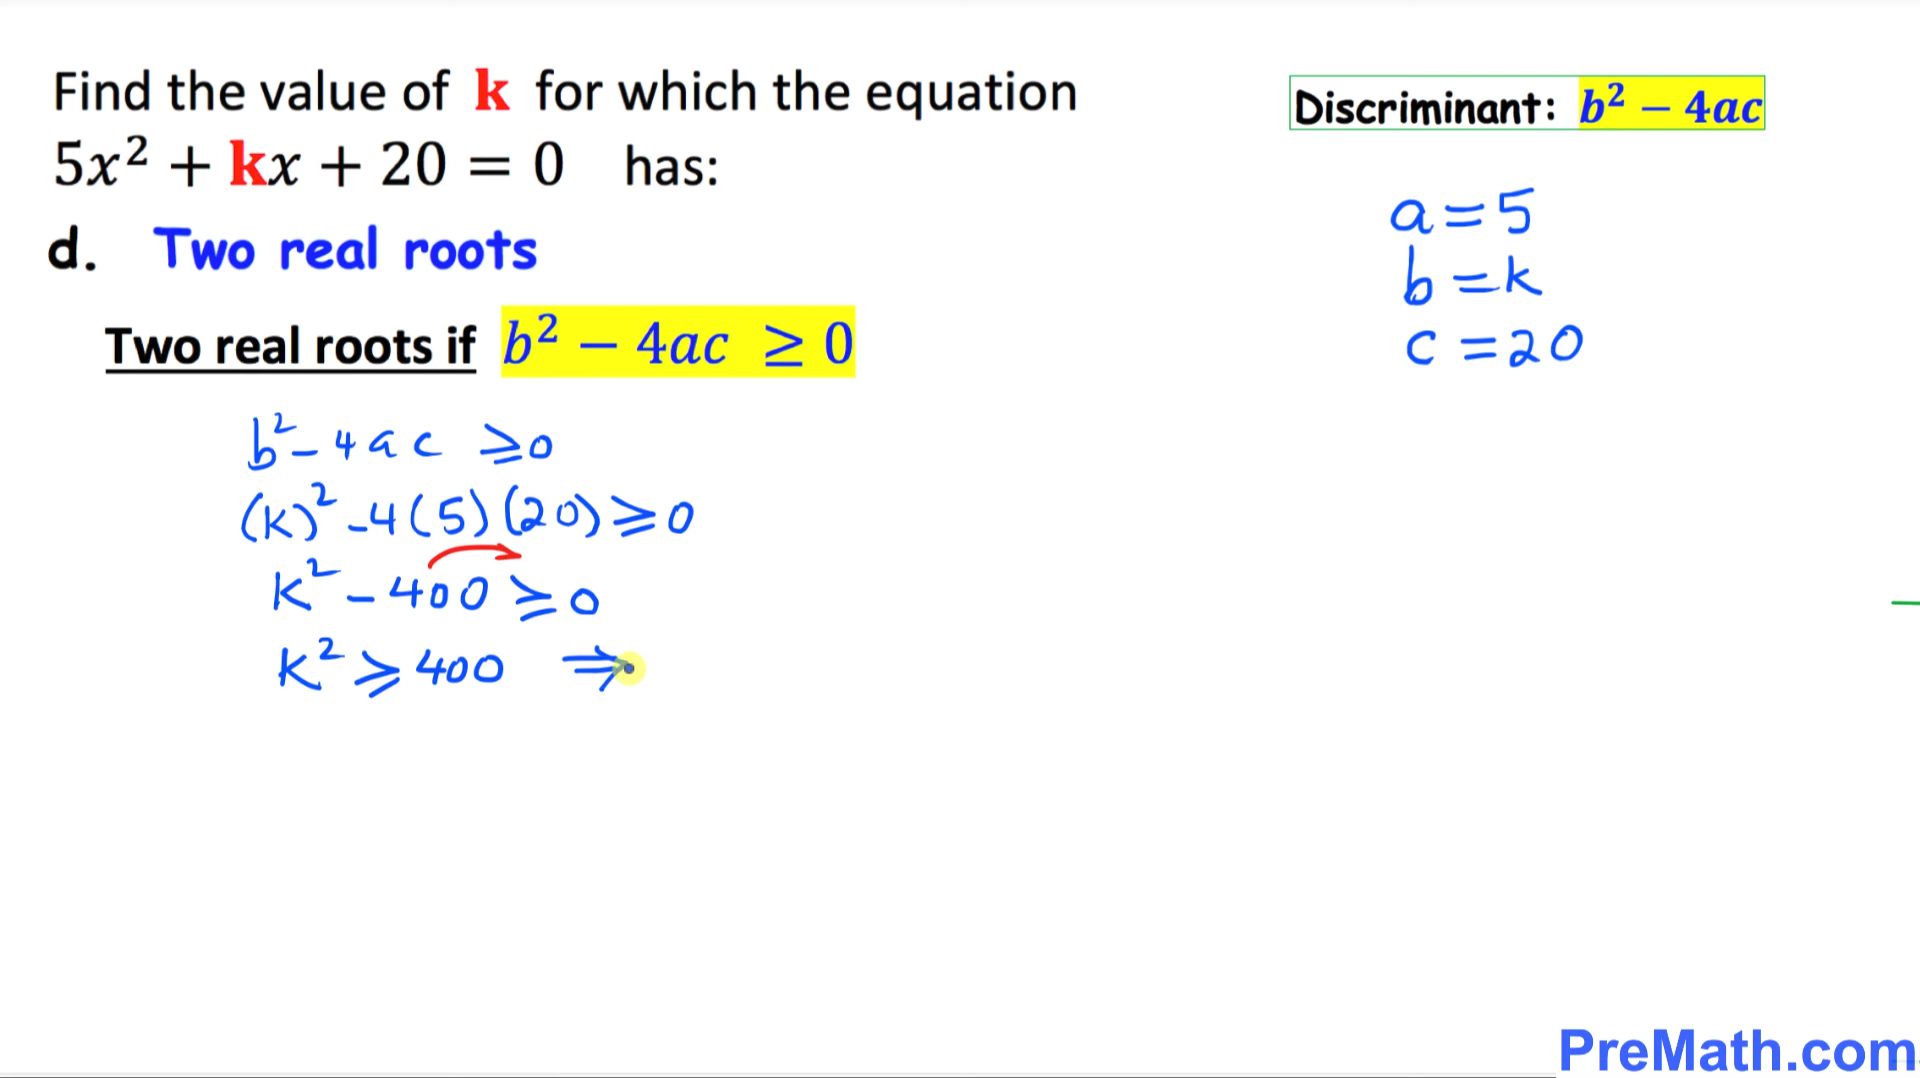 Find the value of k for which the equation
5x² + kx + 20 = 0 has:
d. Two real roots
Two real roots if b² − 4ac ≥ 0
b² - 4ac ≥ 0
(k)² - 4(5)(20) ≥ 0
k² - 400 ≥ 0
k² ≥ 400 ⇒
Discriminant: b² − 4ac
a = 5
b = k
c = 20
PreMath.com